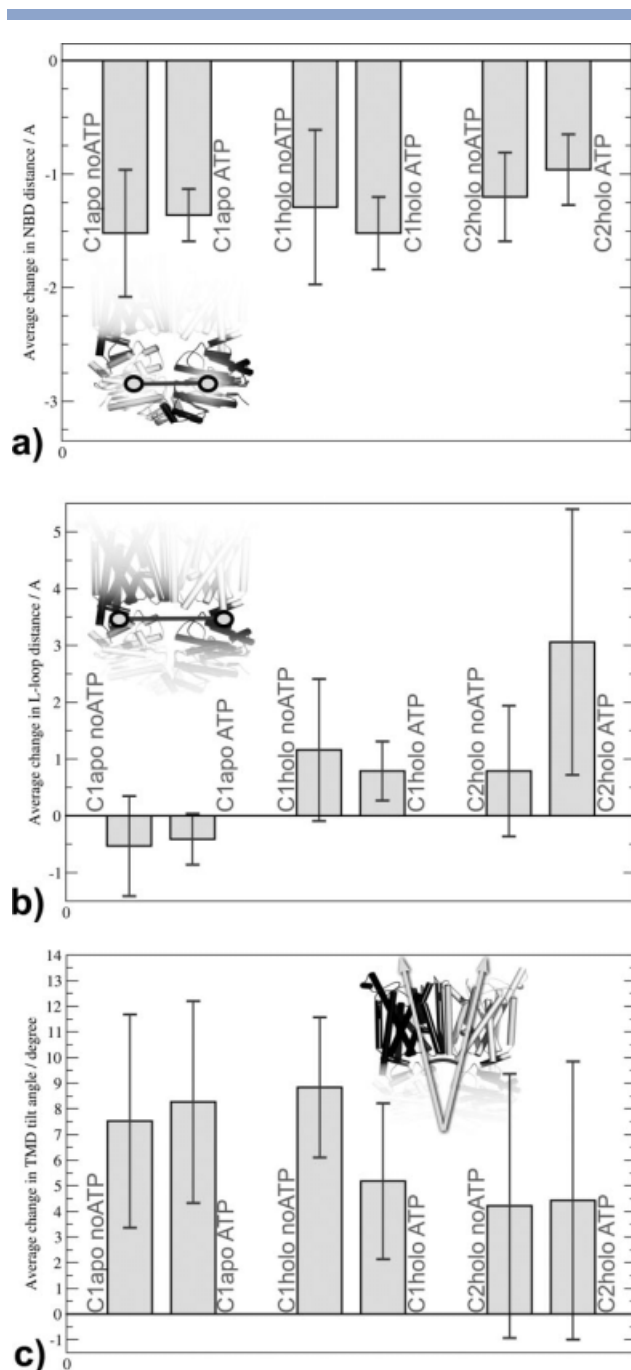 Average change in NBD distance / A
0
-1
-2
-3
C1apo noATP
C1apo ATP
C1holo noATP
C1holo ATP
C2holo noATP
C2holo ATP
a)
0
Average change in L-loop distance / A
5
4
3
2
1
0
-1
C1apo noATP
C1apo ATP
C1holo noATP
C1holo ATP
C2holo noATP
C2holo ATP
b)
0
Average change in TMD tilt angle / degree
14
13
12
11
10
9
8
7
6
5
4
3
2
1
0
-1
C1apo noATP
C1apo ATP
C1holo noATP
C1holo ATP
C2holo noATP
C2holo ATP
c)
0